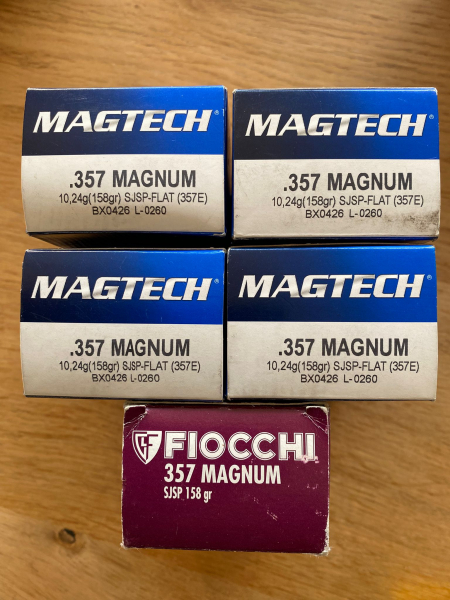 MAGTECH®
.357 MAGNUM
10,24g(158gr) SJSP-FLAT (357E)
BX0426 L-0260
MAGTECH®
.357 MAGNUM
10,24g(158gr) SJSP-FLAT (357E)
BX0426 L-0260
MAGTECH®
.357 MAGNUM
10,24g(158gr) SJSP-FLAT (357E)
BX0426 L-0260
MAGTECH®
.357 MAGNUM
10,24g(158gr) SJSP-FLAT (357E)
BX0426 L-0260
GF FIOCCHI
357 MAGNUM
SJSP 158 gr